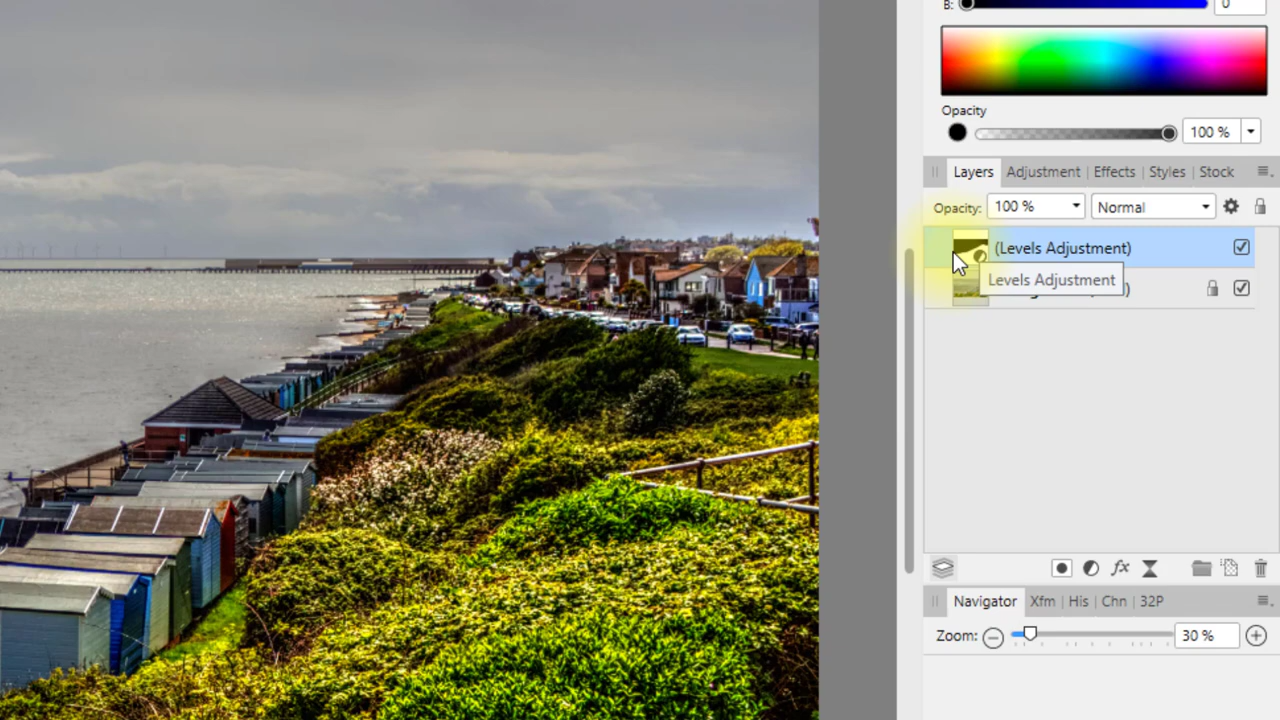 B: 0
Opacity
100 %
Layers Adjustment Effects Styles Stock
Opacity: 100 % Normal
(Levels Adjustment)
Levels Adjustment
)
Navigator Xfm His Chn 32P
Zoom: 30 %